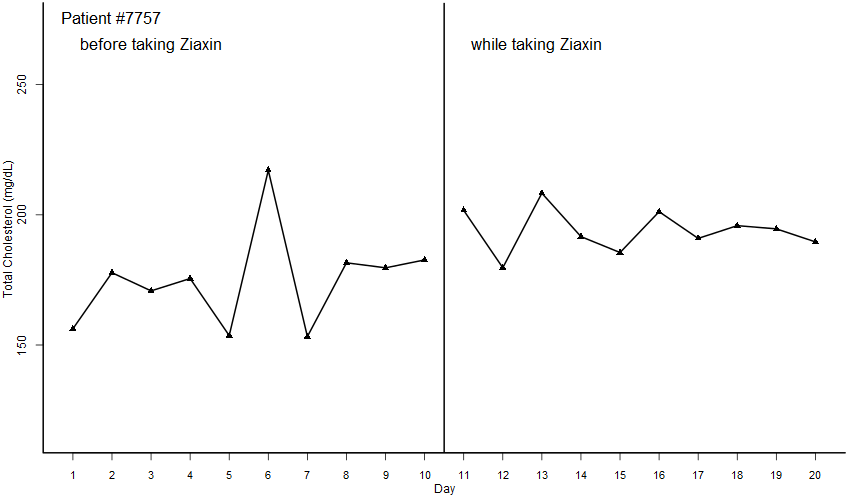 Patient #7757
before taking Ziaxin
while taking Ziaxin
250
200
150
Total Cholesterol (mg/dL)
1 2 3 4 5 6 7 8 9 10 11 12 13 14 15 16 17 18 19 20
Day